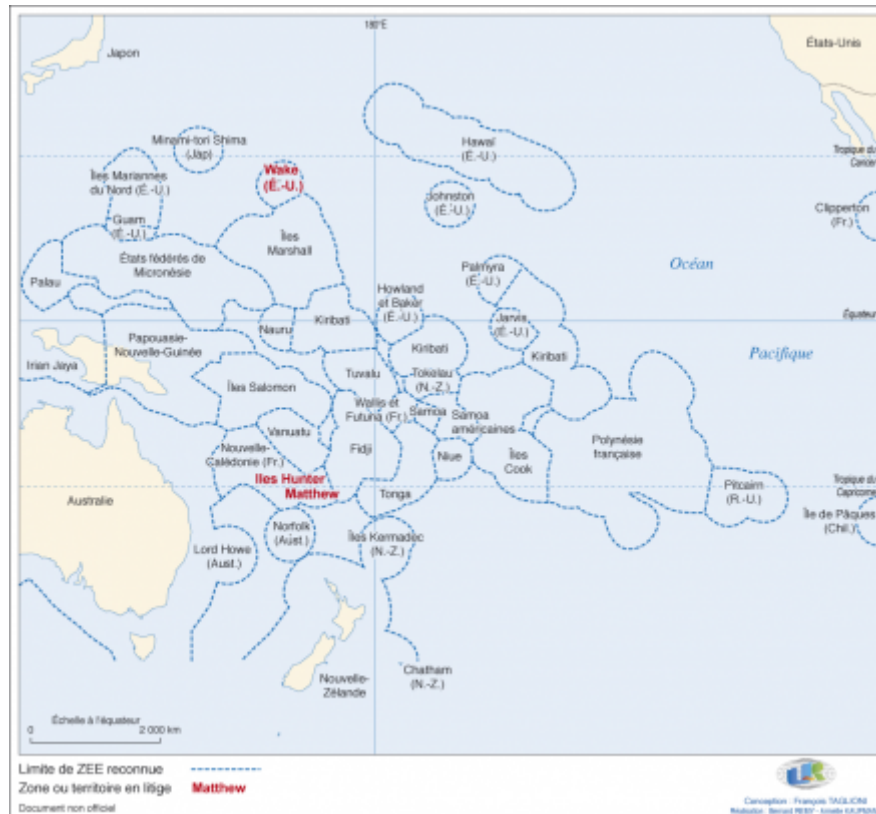 180°E
Japon
États-Unis
Minami-tori Shima
(Jap)
Hawaï
(É.-U.)
Tropique du
Cancer
Îles Mariannes
du Nord (É.-U.)
Wake
(É.-U.)
Johnston
(É.-U.)
Clipperton
(Fr.)
Guam
(É.-U.)
Îles
Marshall
États fédérés de
Micronésie
Océan
Palau
Palmyra
(É.-U.)
Howland
et Baker
(É.-U.)
Nauru
Kiribati
Jarvis
(É.-U.)
Équateur
Papouasie-
Nouvelle-Guinée
Kiribati
Kiribati
Pacifique
Irian Jaya
Îles Salomon
Tuvalu
Tokelau
(N.-Z.)
Wallis et
Futuna (Fr.)
Samoa
Samoa
américaines
Vanuatu
Nouvelle-
Calédonie (Fr.)
Fidji
Niue
Îles
Cook
Polynésie
française
Iles Hunter
Matthew
Tonga
Pitcairn
(R.-U.)
Tropique du
Capricorne
Australie
Île de Pâques
(Chil.)
Norfolk
(Aust.)
Îles Kermadec
(N.-Z.)
Lord Howe
(Aust.)
Chatham
(N.-Z.)
Nouvelle-
Zélande
Échelle à l'équateur
0 2 000 km
Limite de ZEE reconnue
Zone ou territoire en litige Matthew
Document non officiel
Conception : François TAGLIONI
Réalisation : Bernard RÉMY